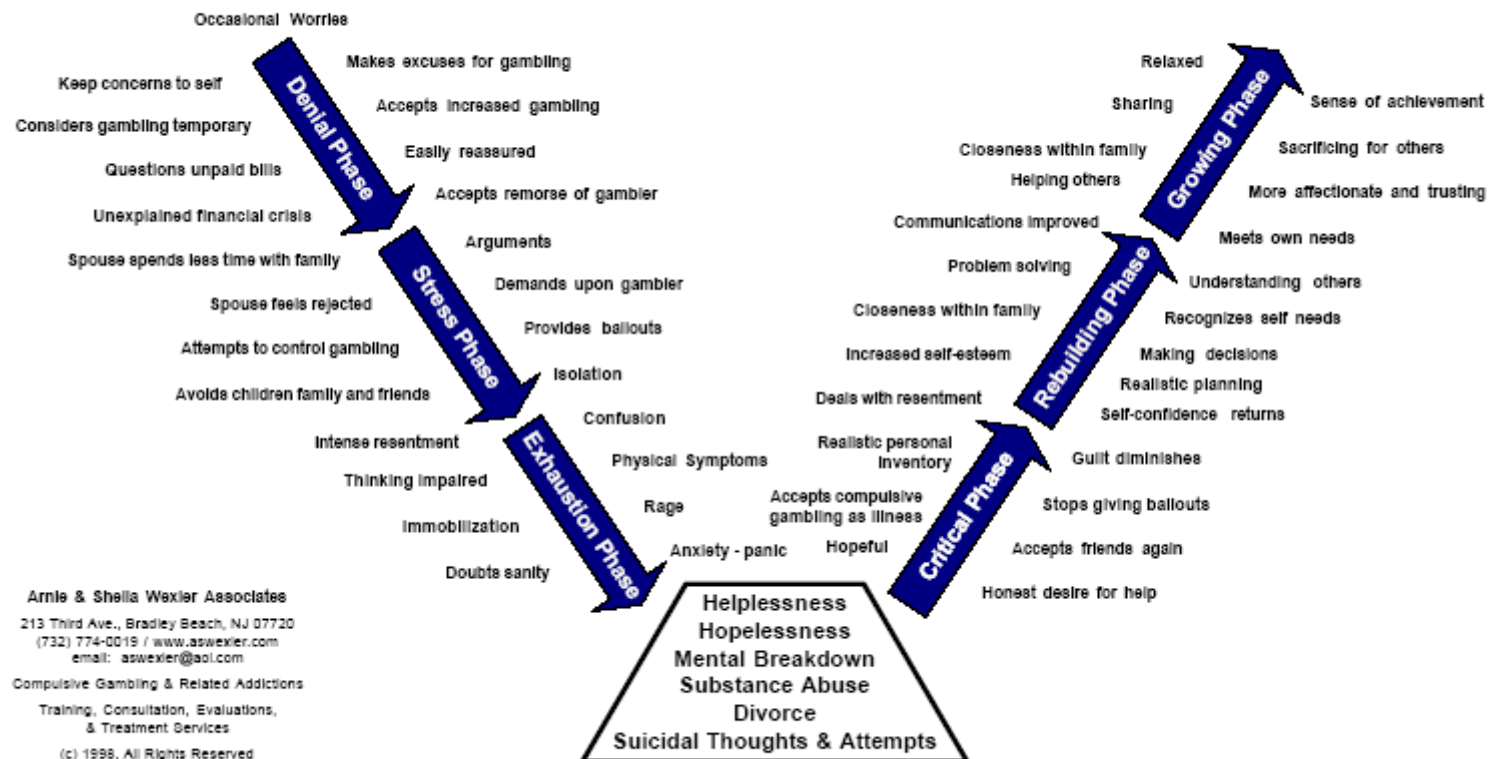 Occasional Worries
Keep concerns to self
Considers gambling temporary
Questions unpaid bills
Unexplained financial crisis
Spouse spends less time with family
Spouse feels rejected
Attempts to control gambling
Avoids children family and friends
Intense resentment
Thinking impaired
Immobilization
Doubts sanity
Denial Phase
Stress Phase
Exhaustion Phase
Makes excuses for gambling
Accepts increased gambling
Easily reassured
Accepts remorse of gambler
Arguments
Demands upon gambler
Provides bailouts
Isolation
Confusion
Physical Symptoms
Rage
Anxiety - panic
Helplessness
Hopelessness
Mental Breakdown
Substance Abuse
Divorce
Suicidal Thoughts & Attempts
Relaxed
Sharing
Closeness within family
Helping others
Communications improved
Problem solving
Closeness within family
Increased self-esteem
Deals with resentment
Realistic personal
inventory
Accepts compulsive
gambling as illness
Hopeful
Growing Phase
Rebuilding Phase
Critical Phase
Sense of achievement
Sacrificing for others
More affectionate and trusting
Meets own needs
Understanding others
Recognizes self needs
Making decisions
Realistic planning
Self-confidence returns
Guilt diminishes
Stops giving bailouts
Accepts friends again
Honest desire for help
Arnie & Sheila Wexler Associates
213 Third Ave., Bradley Beach, NJ 07720
(732) 774-0019 / www.aswexler.com
email: aswexler@aol.com
Compulsive Gambling & Related Addictions
Training, Consultation, Evaluations,
& Treatment Services
(c) 1998, All Rights Reserved